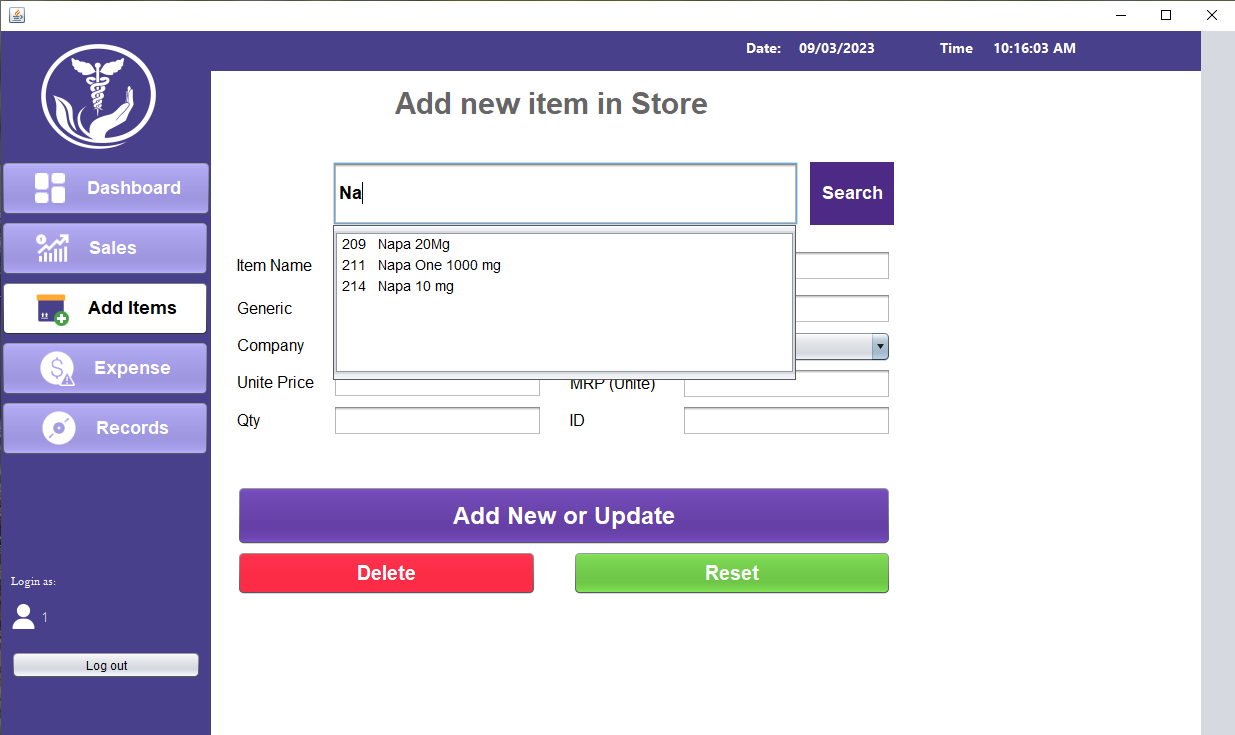 Date: 09/03/2023 Time 10:16:03 AM
Add new item in Store
Na
Search
209 Napa 20Mg
211 Napa One 1000 mg
214 Napa 10 mg
Item Name
Generic
Company
Unite Price
MRP (Unite)
Qty
ID
Add New or Update
Delete
Reset
Dashboard
Sales
Add Items
Expense
Records
Login as:
1
Log out